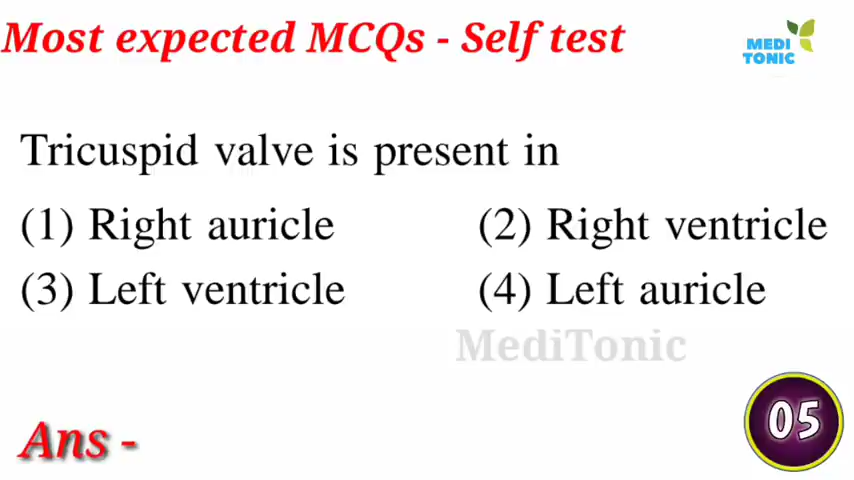 Most expected MCQs - Self test
MEDI
TONIC
Tricuspid valve is present in
(1) Right auricle (2) Right ventricle
(3) Left ventricle (4) Left auricle
MediTonic
Ans -
05